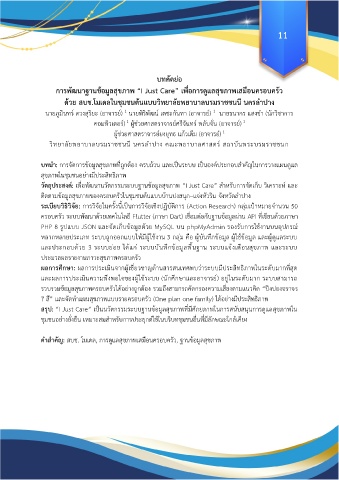 11
บทคัดย่อ
การพัฒนาฐานข้อมูลสุขภาพ “I Just Care” เพื่อการดูแลสุขภาพเสมือนครอบครัว
ด้วย สบช.โมเดลในชุมชนต้นแบบวิทยาลัยพยาบาลบรมราชชนนี นครลำปาง
นายภูมินทร์ ดวงสุริยะ (อาจารย์) ¹ นายพิริพัฒน์ เตชะกันทา (อาจารย์) ¹ นายธนากร แสงขำ (นักวิชาการ
คอมพิวเตอร์) ² ผู้ช่วยศาสตราจารย์ศรีจันทร์ พลับจั่น (อาจารย์) ¹
ผู้ช่วยศาสตราจารย์เบญจพร แก้วเติม (อาจารย์) ¹
วิทยาลัยพยาบาลบรมราชชนนี นครลำปาง คณะพยาบาลศาสตร์ สถาบันพระบรมราชชนก
บทนำ: การจัดการข้อมูลสุขภาพที่ถูกต้อง ครบถ้วน และเป็นระบบ เป็นองค์ประกอบสำคัญในการวางแผนดูแล
สุขภาพในชุมชนอย่างมีประสิทธิภาพ
วัตถุประสงค์: เพื่อพัฒนานวัตกรรมแบบฐานข้อมูลสุขภาพ “I Just Care” สำหรับการจัดเก็บ วิเคราะห์ และ
ติดตามข้อมูลสุขภาพของครอบครัวในชุมชนต้นแบบบ้านปงสนุก-แจ่งหัวริน จังหวัดลำปาง
ระเบียบวิธีวิจัย: การวิจัยในครั้งนี้เป็นการวิจัยเชิงปฏิบัติการ (Action Research) กลุ่มเป้าหมายจำนวน 50
ครอบครัว ระบบพัฒนาด้วยเทคโนโลยี Flutter (ภาษา Dart) เชื่อมต่อกับฐานข้อมูลผ่าน API ที่เขียนด้วยภาษา
PHP 8 รูปแบบ JSON และจัดเก็บข้อมูลด้วย MySQL บน phpMyAdmin รองรับการใช้งานบนอุปกรณ์
หลากหลายประเภท ระบบถูกออกแบบให้มีผู้ใช้งาน 3 กลุ่ม คือ ผู้บันทึกข้อมูล ผู้ใช้ข้อมูล และผู้ดูแลระบบ
และประกอบด้วย 3 ระบบย่อย ได้แก่ ระบบบันทึกข้อมูลพื้นฐาน ระบบแจ้งเตือนสุขภาพ และระบบ
ประมวลผลรายงานภาวะสุขภาพครอบครัว
ผลการศึกษา: ผลการประเมินจากผู้เชี่ยวชาญด้านสารสนเทศพบว่าระบบมีประสิทธิภาพในระดับมากที่สุด
และผลการประเมินความพึงพอใจของผู้ใช้ระบบ (นักศึกษาและอาจารย์) อยู่ในระดับมาก ระบบสามารถ
รวบรวมข้อมูลสุขภาพครอบครัวได้อย่างถูกต้อง รวมถึงสามารถคัดกรองความเสี่ยงตามแนวคิด “ปิงปองจราจร
7 สี” และจัดทำแผนสุขภาพแบบรายครอบครัว (One plan one family) ได้อย่างมีประสิทธิภาพ
สรุป: “I Just Care” เป็นนวัตกรรมระบบฐานข้อมูลสุขภาพที่มีศักยภาพในการสนับสนุนการดูแลสุขภาพใน
ชุมชนอย่างยั่งยืน เหมาะสมสำหรับการประยุกต์ใช้ในบริบทชุมชนอื่นที่มีลักษณะใกล้เคียง
คำสำคัญ: สบช. โมเดล, การดูแลสุขภาพเสมือนครอบครัว, ฐานข้อมูลสุขภาพ